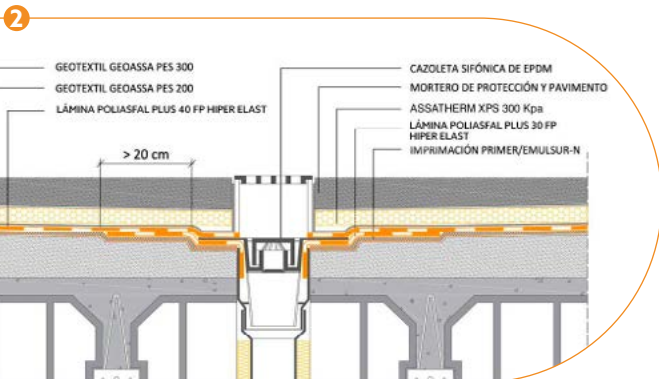 2
GEOTEXTIL GEOASSA PES 300
GEOTEXTIL GEOASSA PES 200
LÁMINA POLIASFAL PLUS 40 FP HIPER ELAST
> 20 cm
CAZOLETA SIFÓNICA DE EPDM
MORTERO DE PROTECCIÓN Y PAVIMENTO
ASSATHERM XPS 300 Kpa
LÁMINA POLIASFAL PLUS 30 FP
HIPER ELAST
IMPRIMACIÓN PRIMER/EMULSUR-N